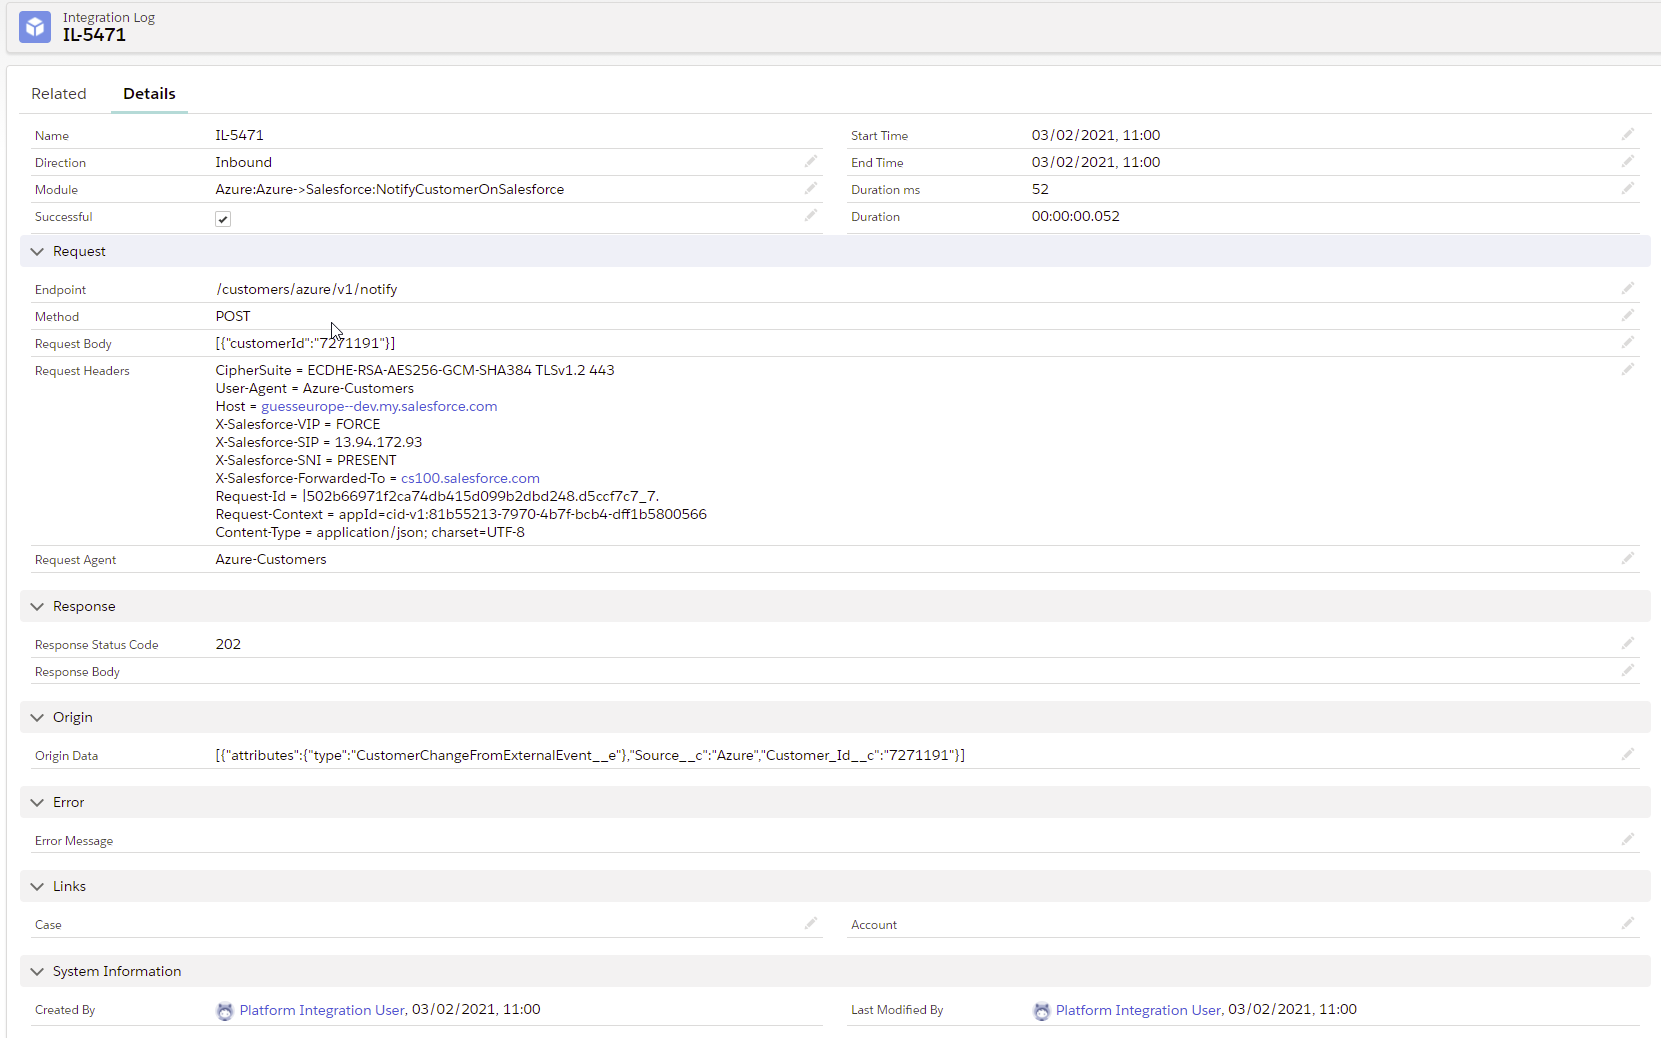 Integration Log
IL-5471
Related Details
Name IL-5471 Start Time 03/02/2021, 11:00
Direction Inbound End Time 03/02/2021, 11:00
Module Azure:Azure->Salesforce:NotifyCustomerOnSalesforce Duration ms 52
Successful Duration 00:00:00.052
Request
Endpoint /customers/azure/v1/notify
Method POST
Request Body [{"customerId":"7271191"}]
Request Headers CipherSuite = ECDHE-RSA-AES256-GCM-SHA384 TLSv1.2 443
User-Agent = Azure-Customers
Host = guesseurope--dev.my.salesforce.com
X-Salesforce-VIP = FORCE
X-Salesforce-SIP = 13.94.172.93
X-Salesforce-SNI = PRESENT
X-Salesforce-Forwarded-To = cs100.salesforce.com
Request-Id = |502b66971f2ca74db415d099b2dbd248.d5ccf7c7_7.
Request-Context = appId=cid-v1:81b55213-7970-4b7f-bcb4-dff1b5800566
Content-Type = application/json; charset=UTF-8
Request Agent Azure-Customers
Response
Response Status Code 202
Response Body
Origin
Origin Data [{"attributes":{"type":"CustomerChangeFromExternalEvent__e"},"Source__c":"Azure","Customer_Id__c":"7271191"}]
Error
Error Message
Links
Case Account
System Information
Created By Platform Integration User, 03/02/2021, 11:00 Last Modified By Platform Integration User, 03/02/2021, 11:00